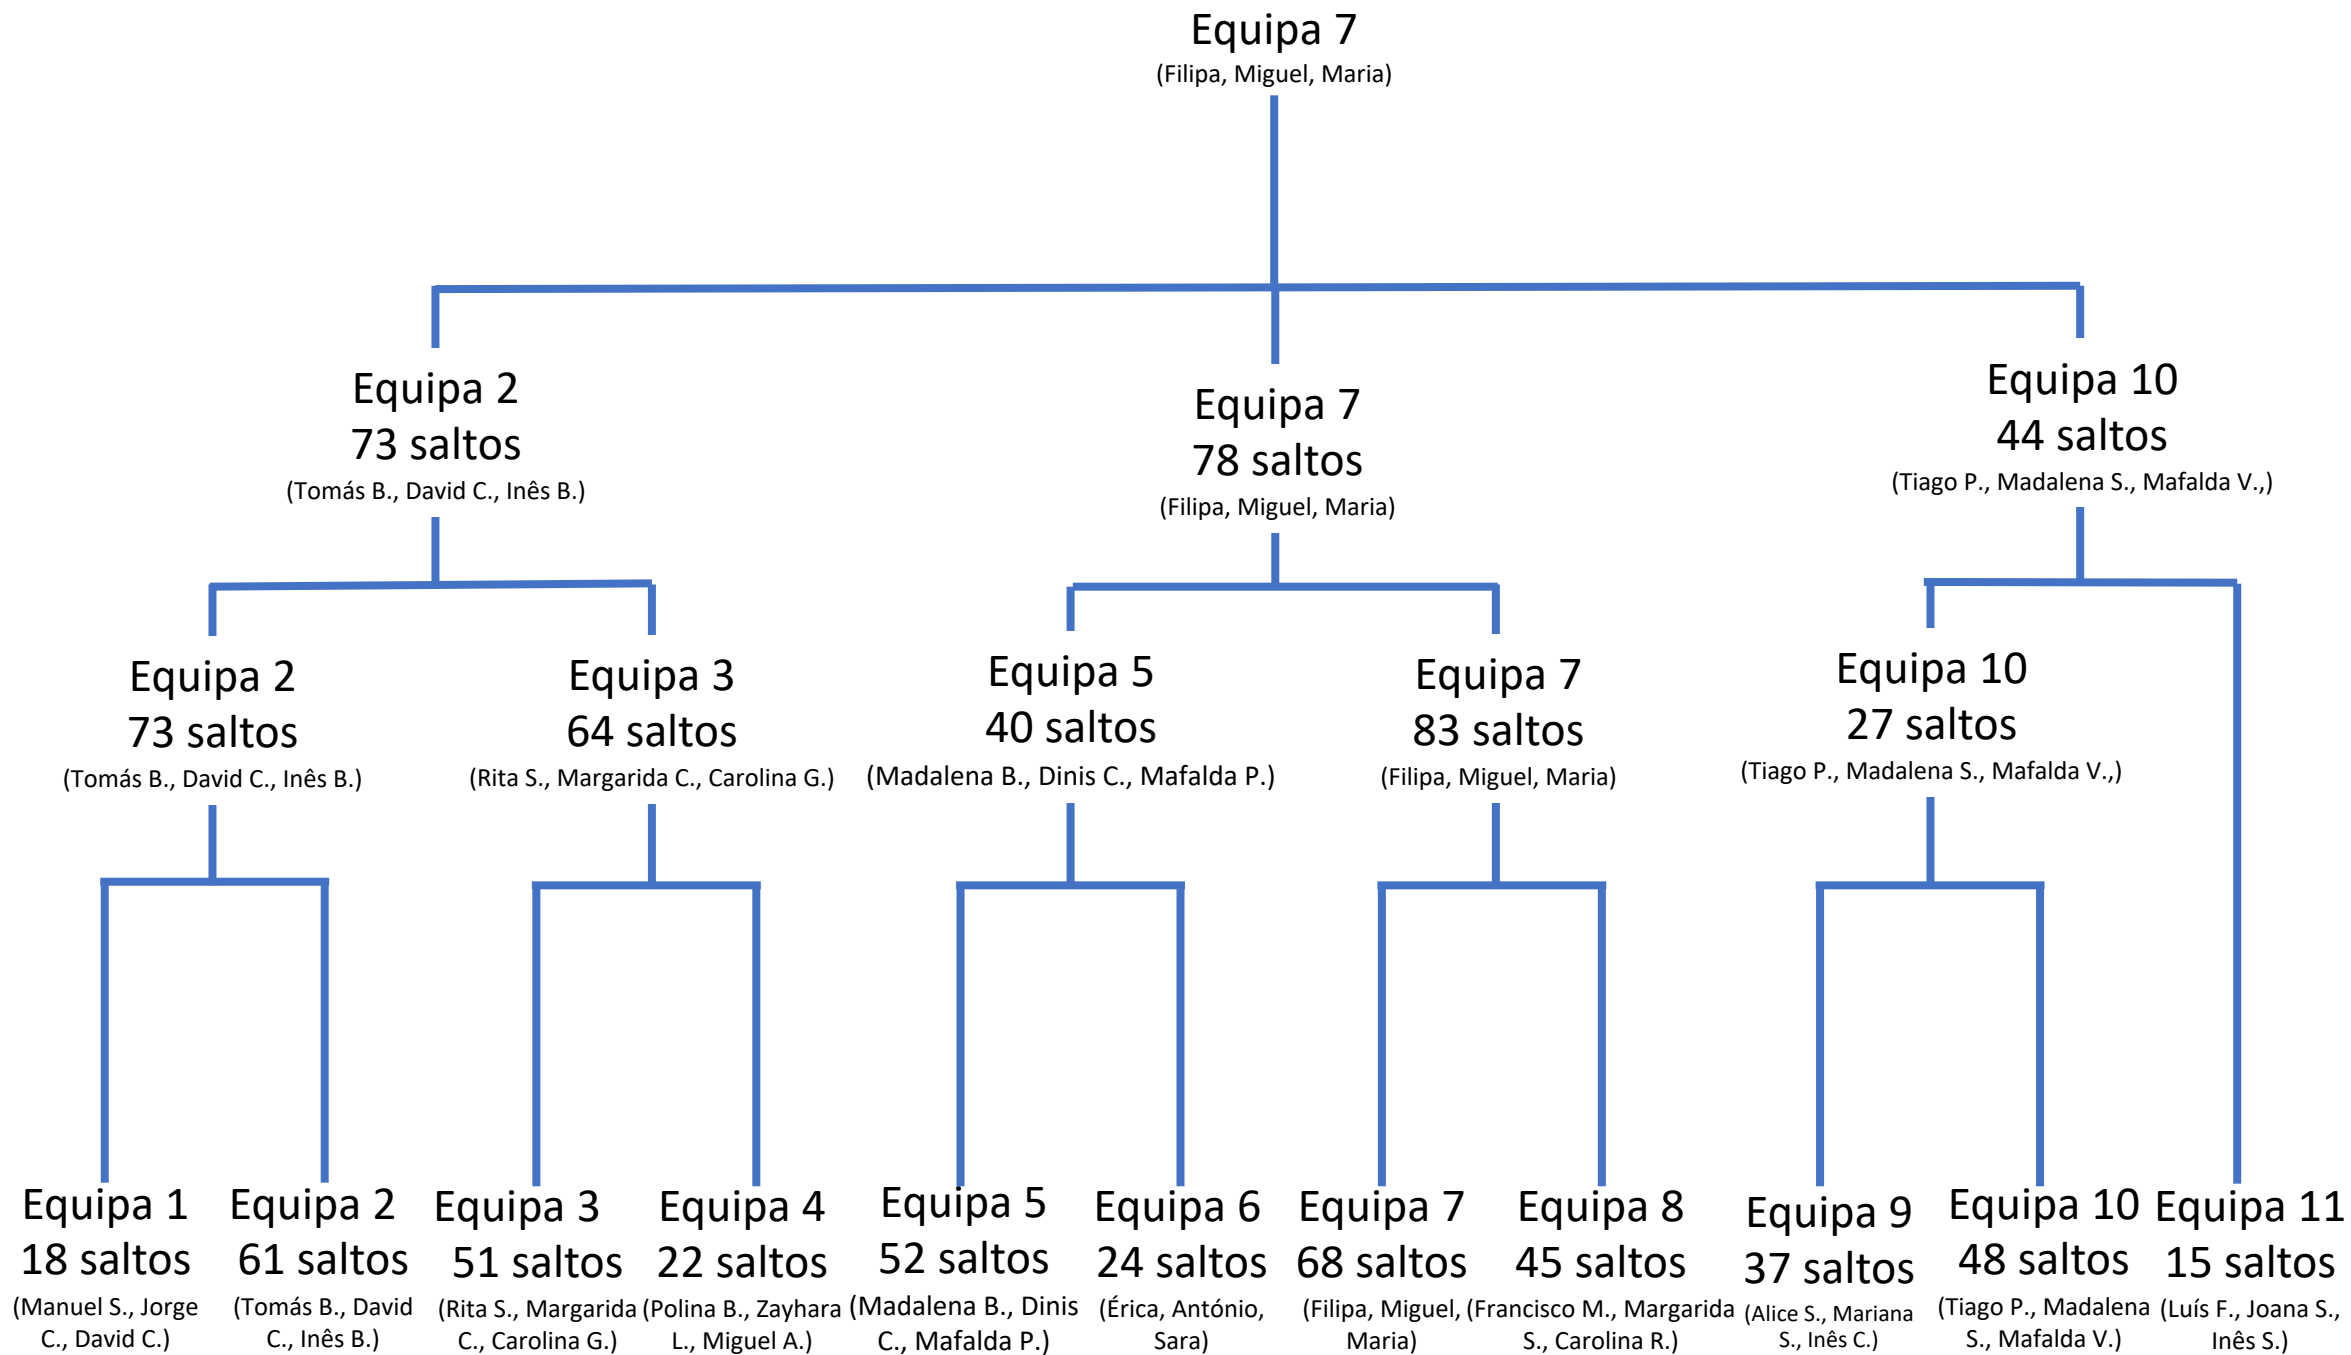 Equipa 7
(Filipa, Miguel, Maria)
Equipa 2
73 saltos
(Tomás B., David C., Inês B.)
Equipa 7
78 saltos
(Filipa, Miguel, Maria)
Equipa 10
44 saltos
(Tiago P., Madalena S., Mafalda V.,)
Equipa 2
73 saltos
(Tomás B., David C., Inês B.)
Equipa 3
64 saltos
(Rita S., Margarida C., Carolina G.)
Equipa 5
40 saltos
(Madalena B., Dinis C., Mafalda P.)
Equipa 7
83 saltos
(Filipa, Miguel, Maria)
Equipa 10
27 saltos
(Tiago P., Madalena S., Mafalda V.,)
Equipa 1
18 saltos
(Manuel S., Jorge
C., David C.)
Equipa 2
61 saltos
(Tomás B., David
C., Inês B.)
Equipa 3
51 saltos
(Rita S., Margarida
C., Carolina G.)
Equipa 4
22 saltos
(Polina B., Zayhara
L., Miguel A.)
Equipa 5
52 saltos
(Madalena B., Dinis
C., Mafalda P.)
Equipa 6
24 saltos
(Érica, António,
Sara)
Equipa 7
68 saltos
(Filipa, Miguel,
Maria)
Equipa 8
45 saltos
(Francisco M., Margarida
S., Carolina R.)
Equipa 9
37 saltos
(Alice S., Mariana
S., Inês C.)
Equipa 10
48 saltos
(Tiago P., Madalena
S., Mafalda V.)
Equipa 11
15 saltos
(Luís F., Joana S.,
Inês S.)